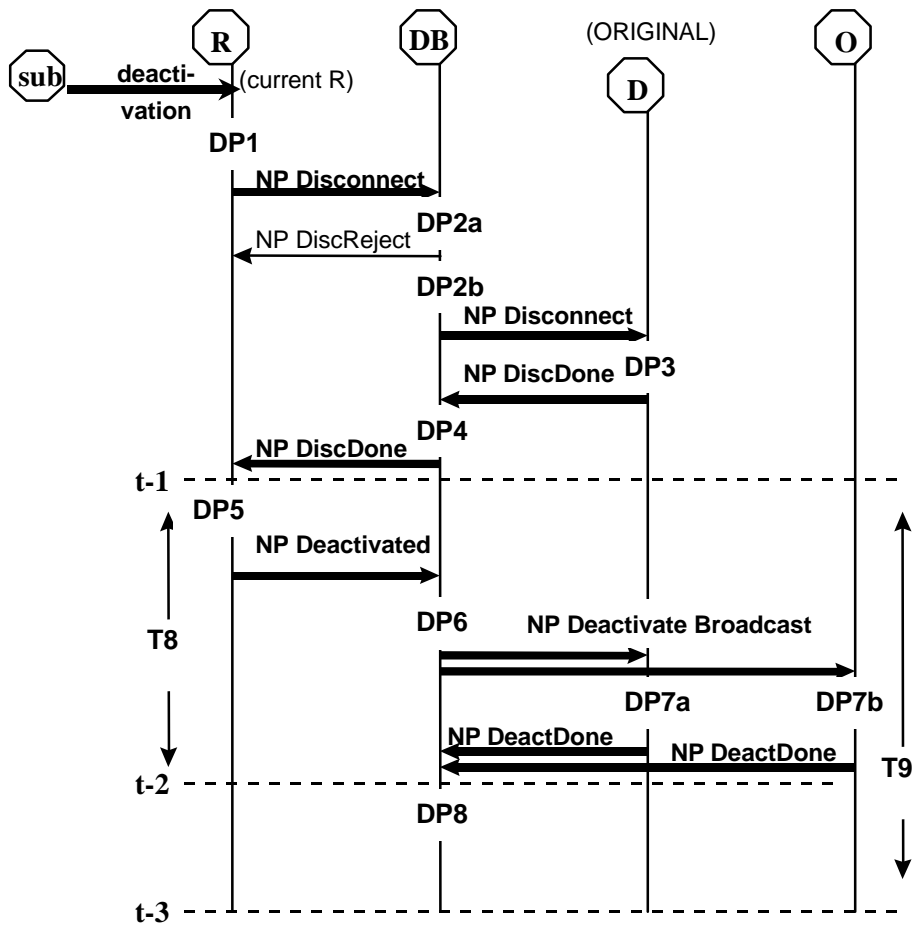 R
DB
(ORIGINAL)
O
sub
deacti-
vation
(current R)
D
DP1
NP Disconnect
DP2a
NP DiscReject
DP2b
NP Disconnect
DP3
NP DiscDone
DP4
NP DiscDone
t-1
DP5
NP Deactivated
DP6
NP Deactivate Broadcast
T8
DP7a
DP7b
NP DeactDone
NP DeactDone
T9
t-2
DP8
t-3